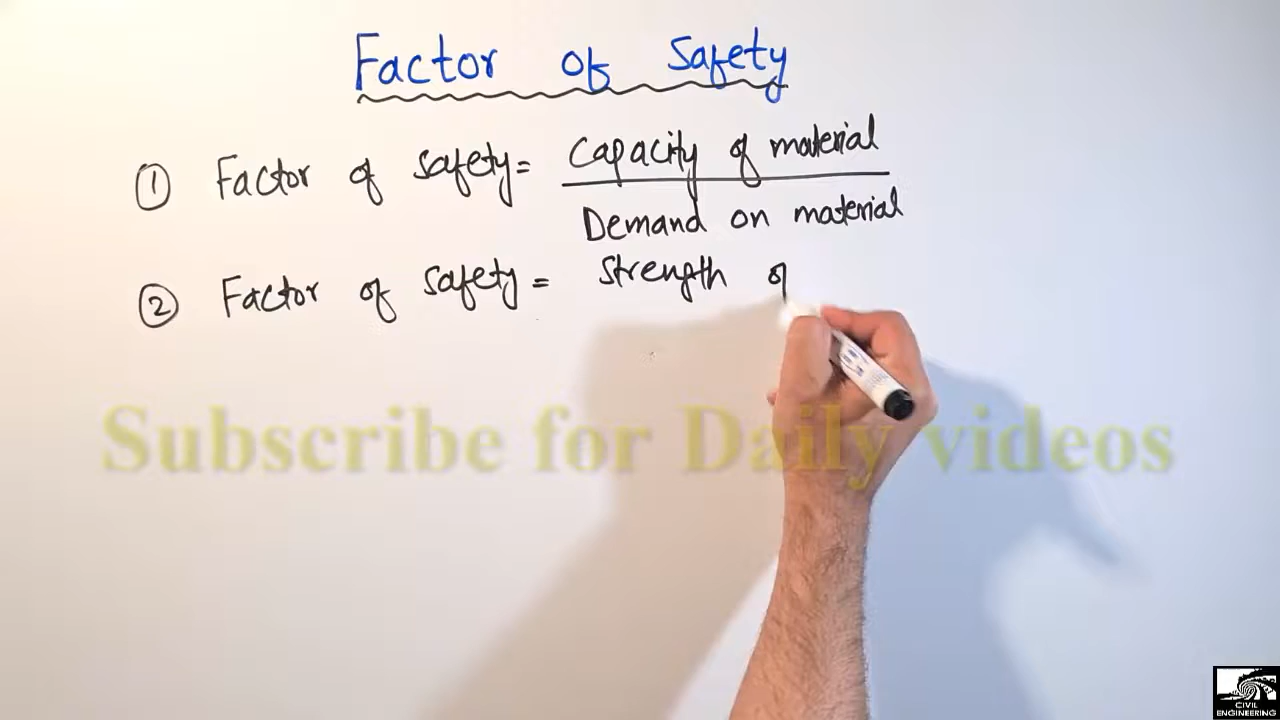 Factor of Safety
① Factor of safety = Capacity of material
Demand on material
② Factor of safety = Strength of
Subscribe for Daily videos
CIVIL
ENGINEERING